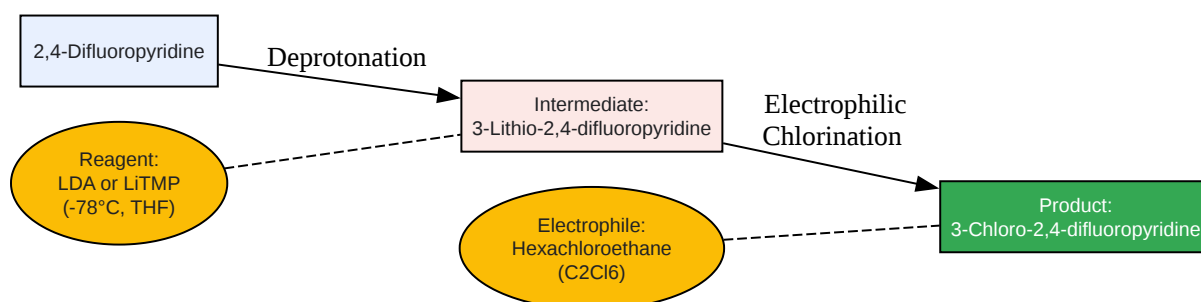 2,4-Difluoropyridine
Deprotonation
Reagent:
LDA or LiTMP
(-78°C, THF)
Intermediate:
3-Lithio-2,4-difluoropyridine
Electrophilic
Chlorination
Electrophile:
Hexachloroethane
(C2Cl6)
Product:
3-Chloro-2,4-difluoropyridine